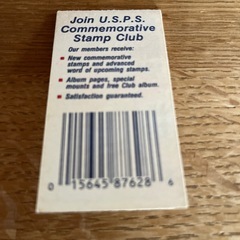 Join U.S.P.S.
Commemorative
Stamp Club
Our members receive:
• New commemorative
stamps and advanced
word of upcoming stamps.
• Album pages, special
mounts and free Club album.
• Satisfaction guaranteed.
0 15645 87628 6